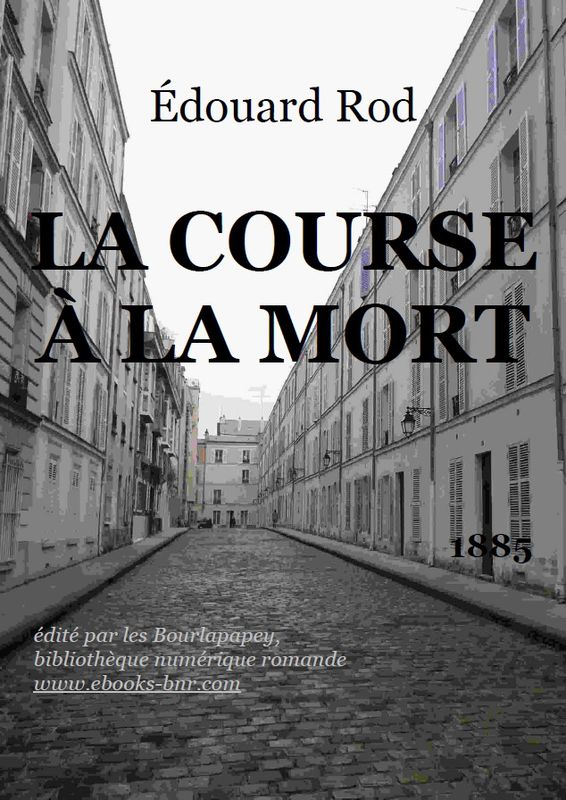 Édouard Rod
LA COURSE
À LA MORT
1885
édité par les Bourlapapey,
bibliothèque numérique romande
www.ebooks-bnr.com